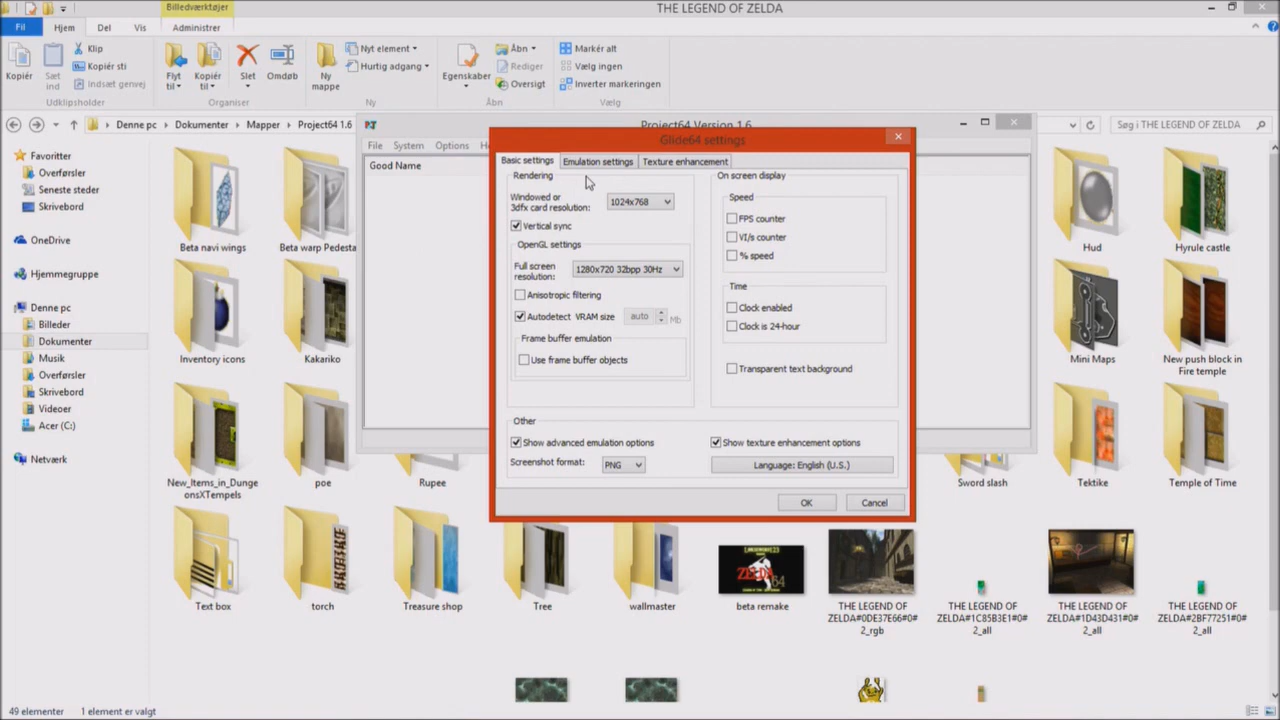 Billedværktøjer
THE LEGEND OF ZELDA
Fil
Hjem
Del
Vis
Administrer
Kopiér
Sæt
ind
Klip
Kopiér sti
Indsæt genvej
Udklipsholder
Flyt
til
Kopiér
til
Slet
Omdøb
Organiser
Ny
mappe
Nyt element
Hurtig adgang
Ny
Egenskaber
Åbn
Rediger
Oversigt
Åbn
Markér alt
Vælg ingen
Inverter markeringen
Vælg
Denne pc
Dokumenter
Mapper
Project64 1.6
Søg i THE LEGEND OF ZELDA
Favoritter
Overførsler
Seneste steder
Skrivebord
OneDrive
Hjemmegruppe
Denne pc
Billeder
Dokumenter
Musik
Overførsler
Skrivebord
Videoer
Acer (C:)
Netværk
Project64 Version 1.6
File
System
Options
Good Name
Glide64 settings
Basic settings
Emulation settings
Texture enhancement
Rendering
Windowed or
3dfx card resolution:
1024x768
Vertical sync
OpenGL settings
Full screen
resolution:
1280x720 32bpp 30Hz
Anisotropic filtering
Autodetect VRAM size
auto
Mb
Frame buffer emulation
Use frame buffer objects
On screen display
Speed
FPS counter
VI/s counter
% speed
Time
Clock enabled
Clock is 24-hour
Transparent text background
Other
Show advanced emulation options
Show texture enhancement options
Screenshot format:
PNG
Language: English (U.S.)
OK
Cancel
Beta navi wings
Beta warp Pedesta
Hud
Hyrule castle
Inventory icons
Kakariko
Mini Maps
New push block in
Fire temple
New_Items_in_Dung
eonsXTempels
poe
Rupee
Sword slash
Tektike
Temple of Time
Text box
torch
Treasure shop
Tree
wallmaster
ZELDA
64
beta remake
THE LEGEND OF
ZELDA#0DE37E66#0#
2_rgb
THE LEGEND OF
ZELDA#1C85B3E1#0#
2_all
THE LEGEND OF
ZELDA#1D43D431#0#
2_all
THE LEGEND OF
ZELDA#2BF77251#0#
2_all
49 elementer
1 element er valgt